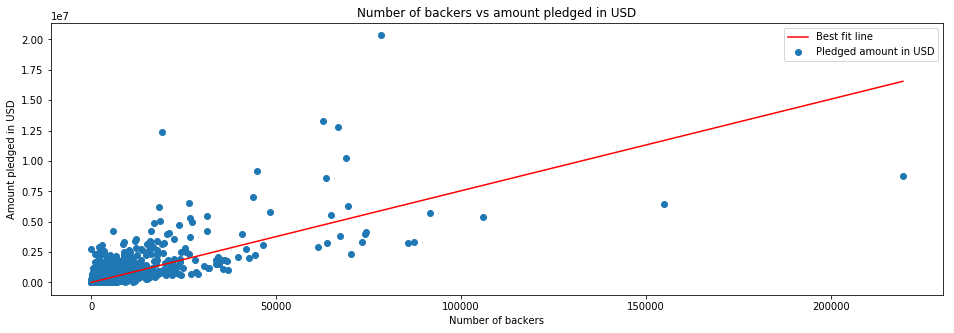 Number of backers vs amount pledged in USD
1e7
Best fit line
Pledged amount in USD
Amount pledged in USD
2.00
1.75
1.50
1.25
1.00
0.75
0.50
0.25
0.00
0 50000 100000 150000 200000
Number of backers